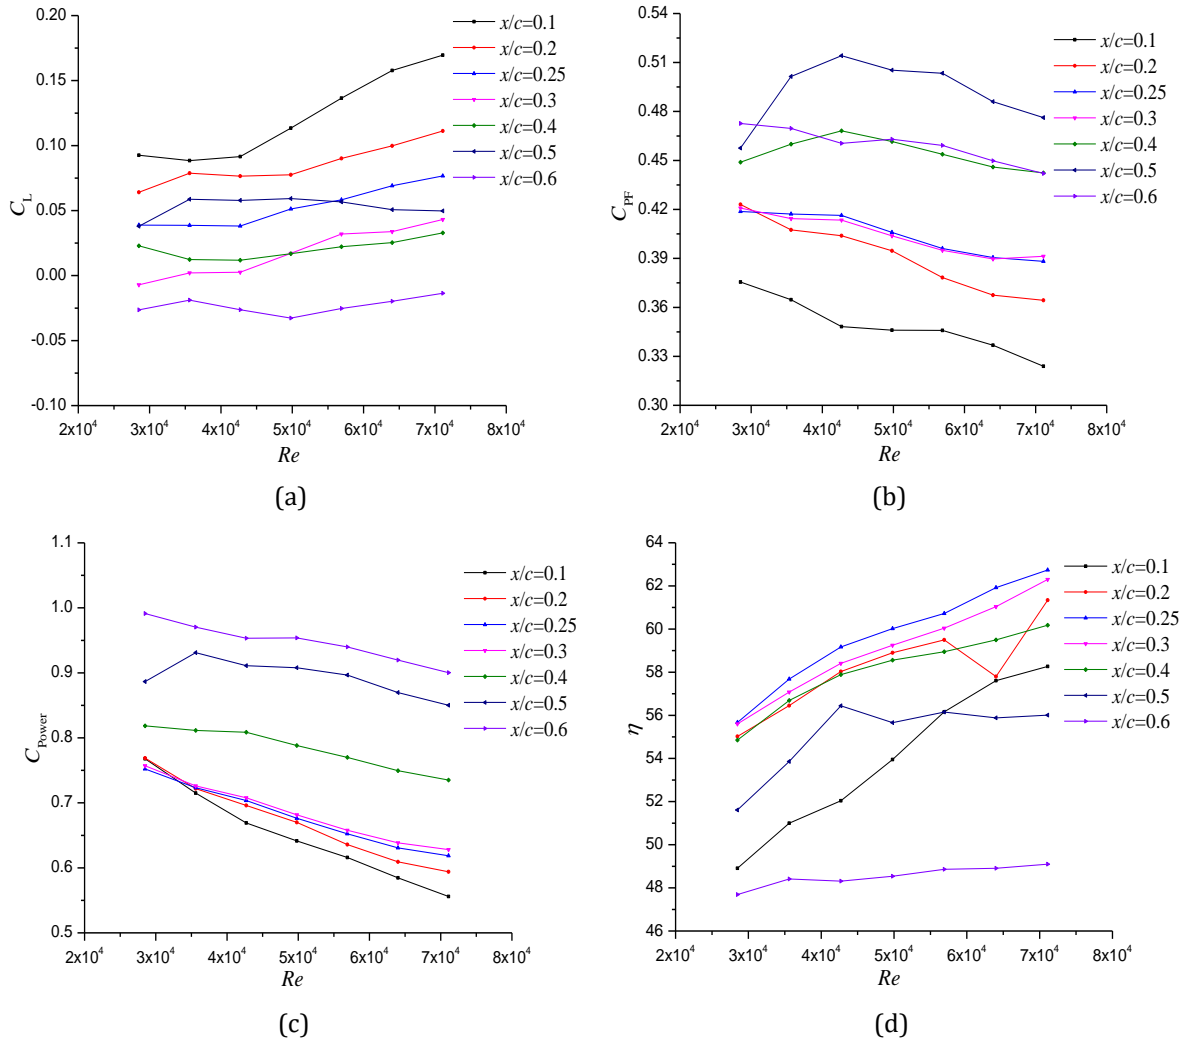 0.20
0.15
0.10
0.05
0.00
-0.05
-0.10
C_L
2x10^4 3x10^4 4x10^4 5x10^4 6x10^4 7x10^4 8x10^4
Re
x/c=0.1
x/c=0.2
x/c=0.25
x/c=0.3
x/c=0.4
x/c=0.5
x/c=0.6
(a)
0.54
0.51
0.48
0.45
0.42
0.39
0.36
0.33
0.30
C_PF
2x10^4 3x10^4 4x10^4 5x10^4 6x10^4 7x10^4 8x10^4
Re
x/c=0.1
x/c=0.2
x/c=0.25
x/c=0.3
x/c=0.4
x/c=0.5
x/c=0.6
(b)
1.1
1.0
0.9
0.8
0.7
0.6
0.5
C_Power
2x10^4 3x10^4 4x10^4 5x10^4 6x10^4 7x10^4 8x10^4
Re
x/c=0.1
x/c=0.2
x/c=0.25
x/c=0.3
x/c=0.4
x/c=0.5
x/c=0.6
(c)
64
62
60
58
56
54
52
50
48
46
η
2x10^4 3x10^4 4x10^4 5x10^4 6x10^4 7x10^4 8x10^4
Re
x/c=0.1
x/c=0.2
x/c=0.25
x/c=0.3
x/c=0.4
x/c=0.5
x/c=0.6
(d)